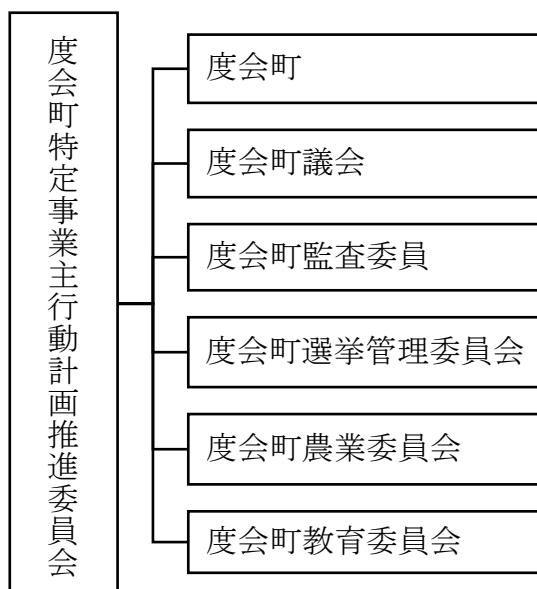 度会町特定事業主行動計画推進委員会
度会町
度会町議会
度会町監査委員
度会町選挙管理委員会
度会町農業委員会
度会町教育委員会